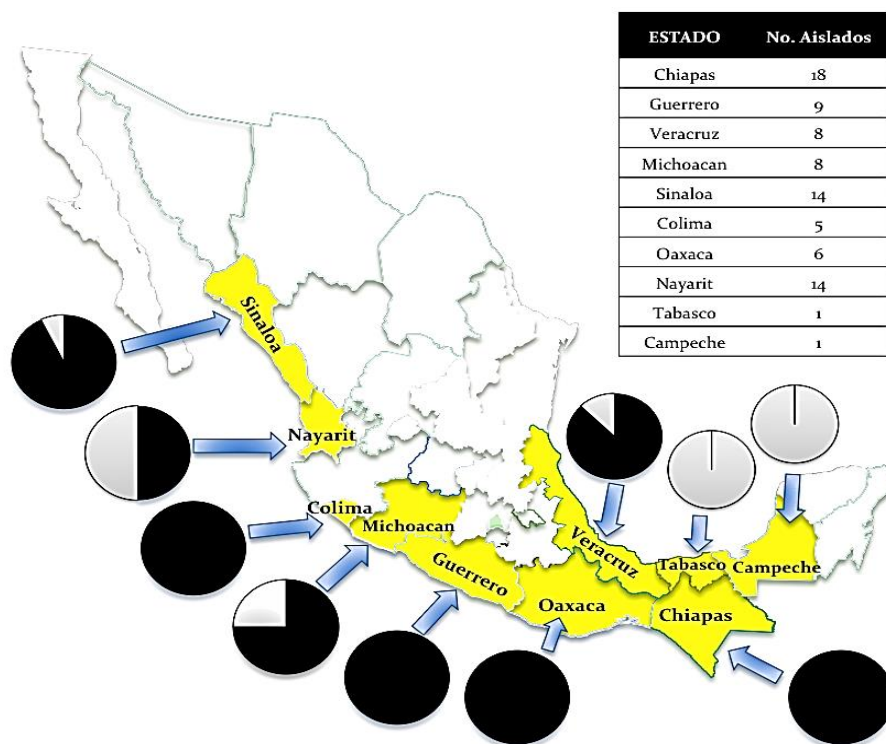 ESTADO No. Aislados
Chiapas 18
Guerrero 9
Veracruz 8
Michoacan 8
Sinaloa 14
Colima 5
Oaxaca 6
Nayarit 14
Tabasco 1
Campeche 1
Sinaloa
Nayarit
Colima
Michoacan
Guerrero
Oaxaca
Veracruz
Tabasco
Campeche
Chiapas